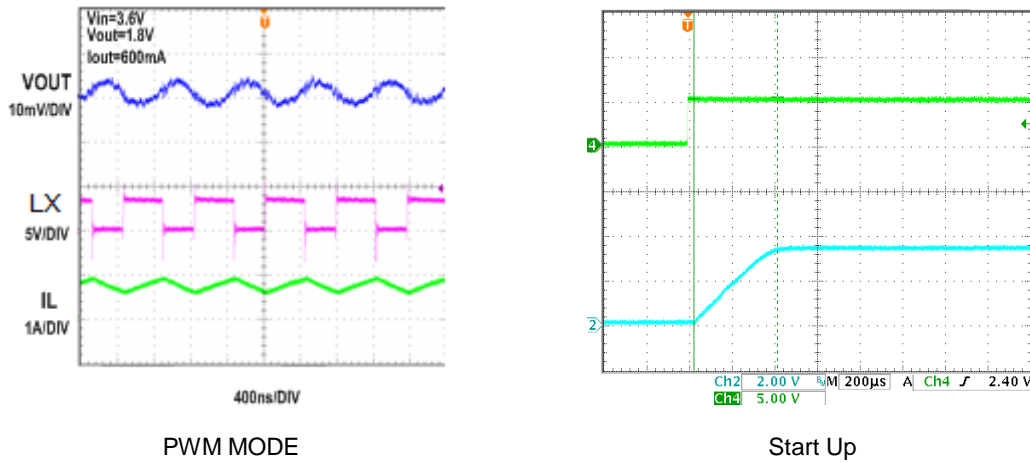 Vin=3.6V
Vout=1.8V
Iout=600mA
VOUT
10mV/DIV
LX
5V/DIV
IL
1A/DIV
400ns/DIV
PWM MODE
T
4
2
Ch2 2.00 V M 200µs A Ch4 2.40 V
Ch4 5.00 V
Start Up